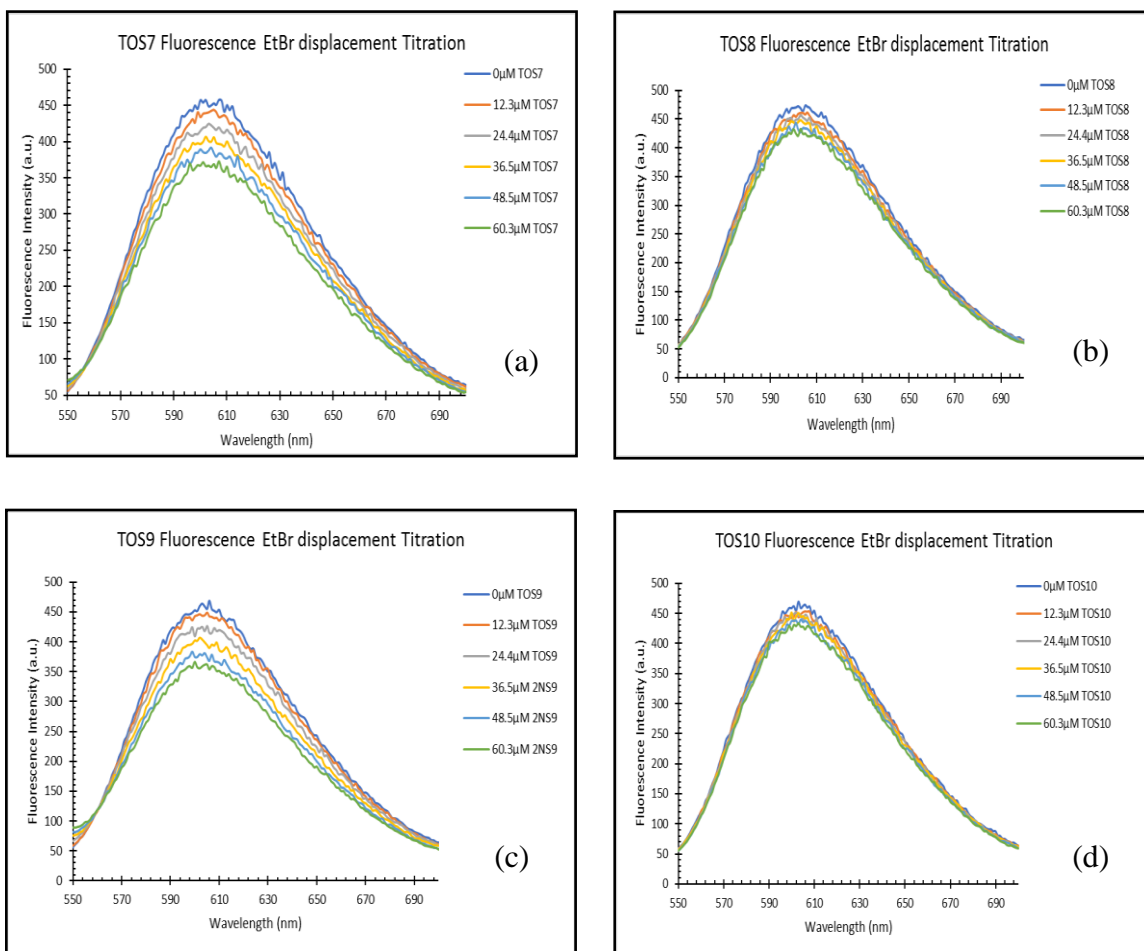 TOS7 Fluorescence EtBr displacement Titration
500
450
400
350
300
250
200
150
100
50
Fluorescence Intensity (a.u.)
550 570 590 610 630 650 670 690
Wavelength (nm)
0µM TOS7
12.3µM TOS7
24.4µM TOS7
36.5µM TOS7
48.5µM TOS7
60.3µM TOS7
(a)
TOS8 Fluorescence EtBr displacement Titration
500
450
400
350
300
250
200
150
100
50
0
Fluorescence Intensity (a.u.)
550 570 590 610 630 650 670 690
Wavelength (nm)
0µM TOS8
12.3µM TOS8
24.4µM TOS8
36.5µM TOS8
48.5µM TOS8
60.3µM TOS8
(b)
TOS9 Fluorescence EtBr displacement Titration
500
450
400
350
300
250
200
150
100
50
0
Fluorescence Intensity (a.u.)
550 570 590 610 630 650 670 690
Wavelength (nm)
0µM TOS9
12.3µM TOS9
24.4µM TOS9
36.5µM 2NS9
48.5µM 2NS9
60.3µM 2NS9
(c)
TOS10 Fluorescence EtBr displacement Titration
500
450
400
350
300
250
200
150
100
50
0
Fluorescence Intensity (a.u.)
550 570 590 610 630 650 670 690
Wavelength (nm)
0µM TOS10
12.3µM TOS10
24.4µM TOS10
36.5µM TOS10
48.5µM TOS10
60.3µM TOS10
(d)